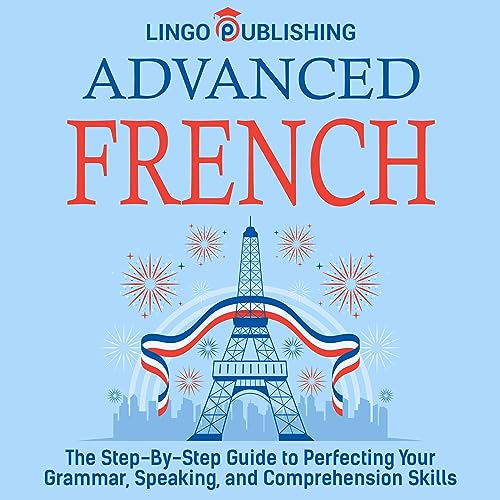 LINGO PUBLISHING
ADVANCED
FRENCH
The Step-By-Step Guide to Perfecting Your
Grammar, Speaking, and Comprehension Skills